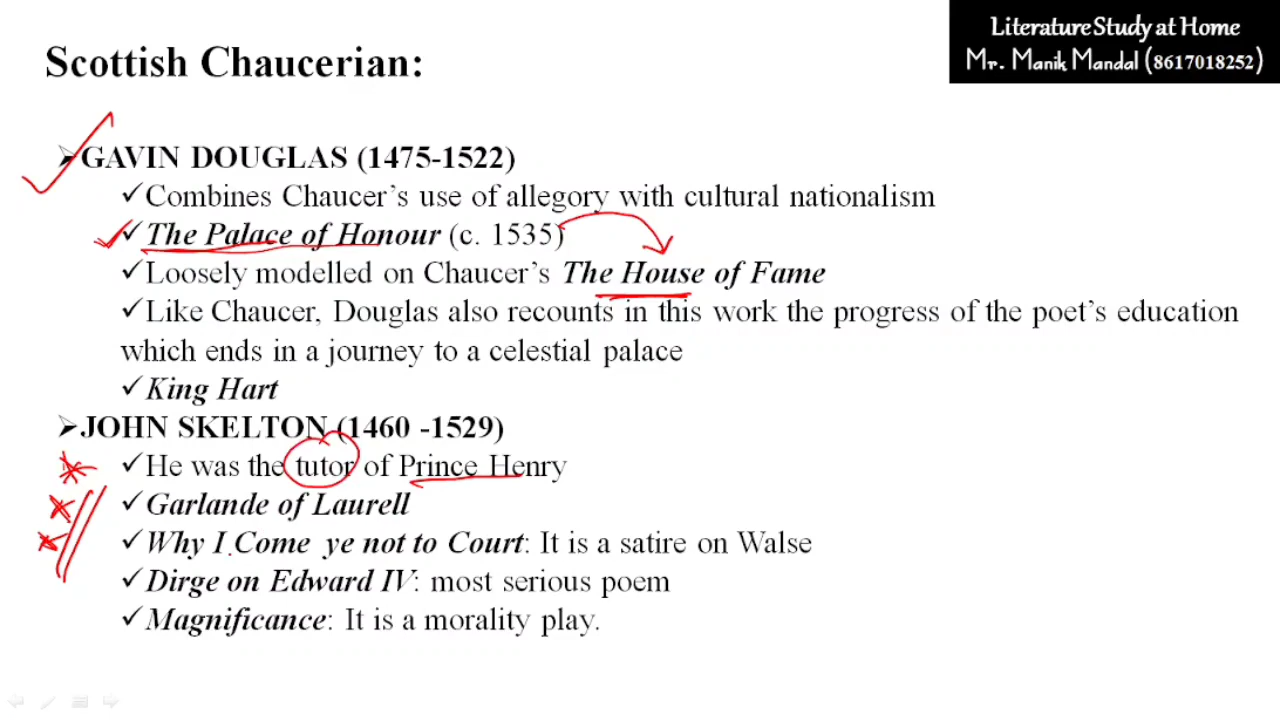 Literature Study at Home
Mr. Manik Mandal (8617018252)
Scottish Chaucerian:
➢GAVIN DOUGLAS (1475-1522)
✓Combines Chaucer's use of allegory with cultural nationalism
✓The Palace of Honour (c. 1535)
✓Loosely modelled on Chaucer's The House of Fame
✓Like Chaucer, Douglas also recounts in this work the progress of the poet's education
which ends in a journey to a celestial palace
✓King Hart
➢JOHN SKELTON (1460 -1529)
✓He was the tutor of Prince Henry
✓Garlande of Laurell
✓Why I Come ye not to Court: It is a satire on Walse
✓Dirge on Edward IV: most serious poem
✓Magnificance: It is a morality play.